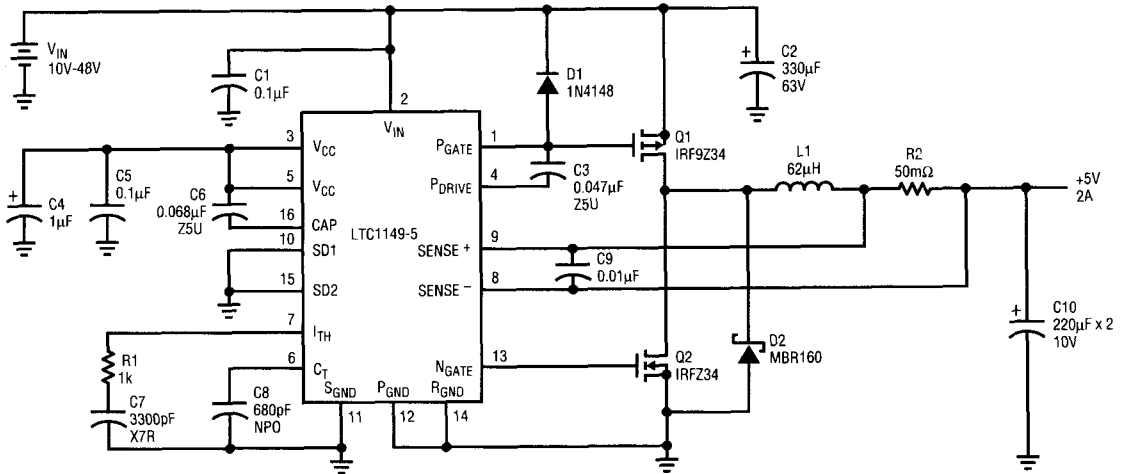 VIN
10V-48V
C1
0.1µF
D1
1N4148
+
C2
330µF
63V
2
VIN
3
VCC
5
VCC
16
CAP
10
SD1
15
SD2
7
ITH
6
CT
SGND
PGND
RGND
11
12
14
LTC1149-5
PGATE
1
PDRIVE
4
SENSE +
9
SENSE –
8
NGATE
13
+
C4
1µF
C5
0.1µF
C6
0.068µF
Z5U
R1
1k
C7
3300pF
X7R
C8
680pF
NPO
C3
0.047µF
Z5U
Q1
IRF9Z34
L1
62µH
R2
50mΩ
+5V
2A
C9
0.01µF
D2
MBR160
Q2
IRFZ34
+
C10
220µF x 2
10V